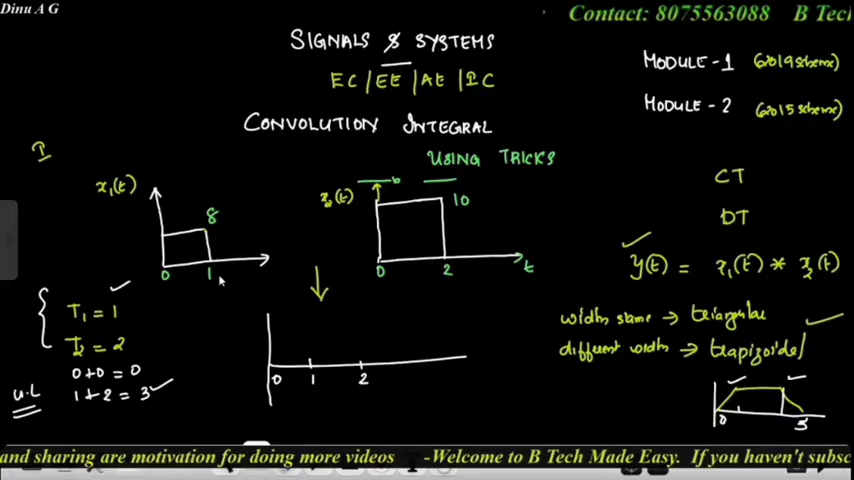 Dinu A G
Contact: 8075563088 B Tech
SIGNALS & SYSTEMS
EC | EE | AE | IC
MODULE - 1 (2019 scheme)
MODULE - 2 (2015 scheme)
CONVOLUTION INTEGRAL
USING TRICKS
I
x₁(t)
8
0 1
x₂(t)
10
0 2 t
CT
DT
y(t) = x₁(t) * x₂(t)
T₁ = 1
T₂ = 2
0+0 = 0
U.L 1+2 = 3
0 1 2
width same → triangular
different width → trapizoidal
0 3
and sharing are motivation for doing more videos -Welcome to B Tech Made Easy. If you haven't subsc